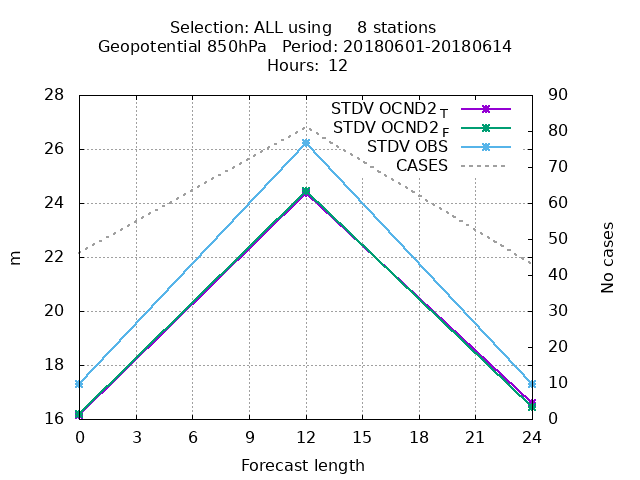 Selection: ALL using     8 stations
Geopotential 850hPa   Period: 20180601-20180614
Hours: 12
28
26
24
22
20
18
16
m
90
80
70
60
50
40
30
20
10
0
No cases
STDV OCND2 T
STDV OCND2 F
STDV OBS
CASES
0 3 6 9 12 15 18 21 24
Forecast length